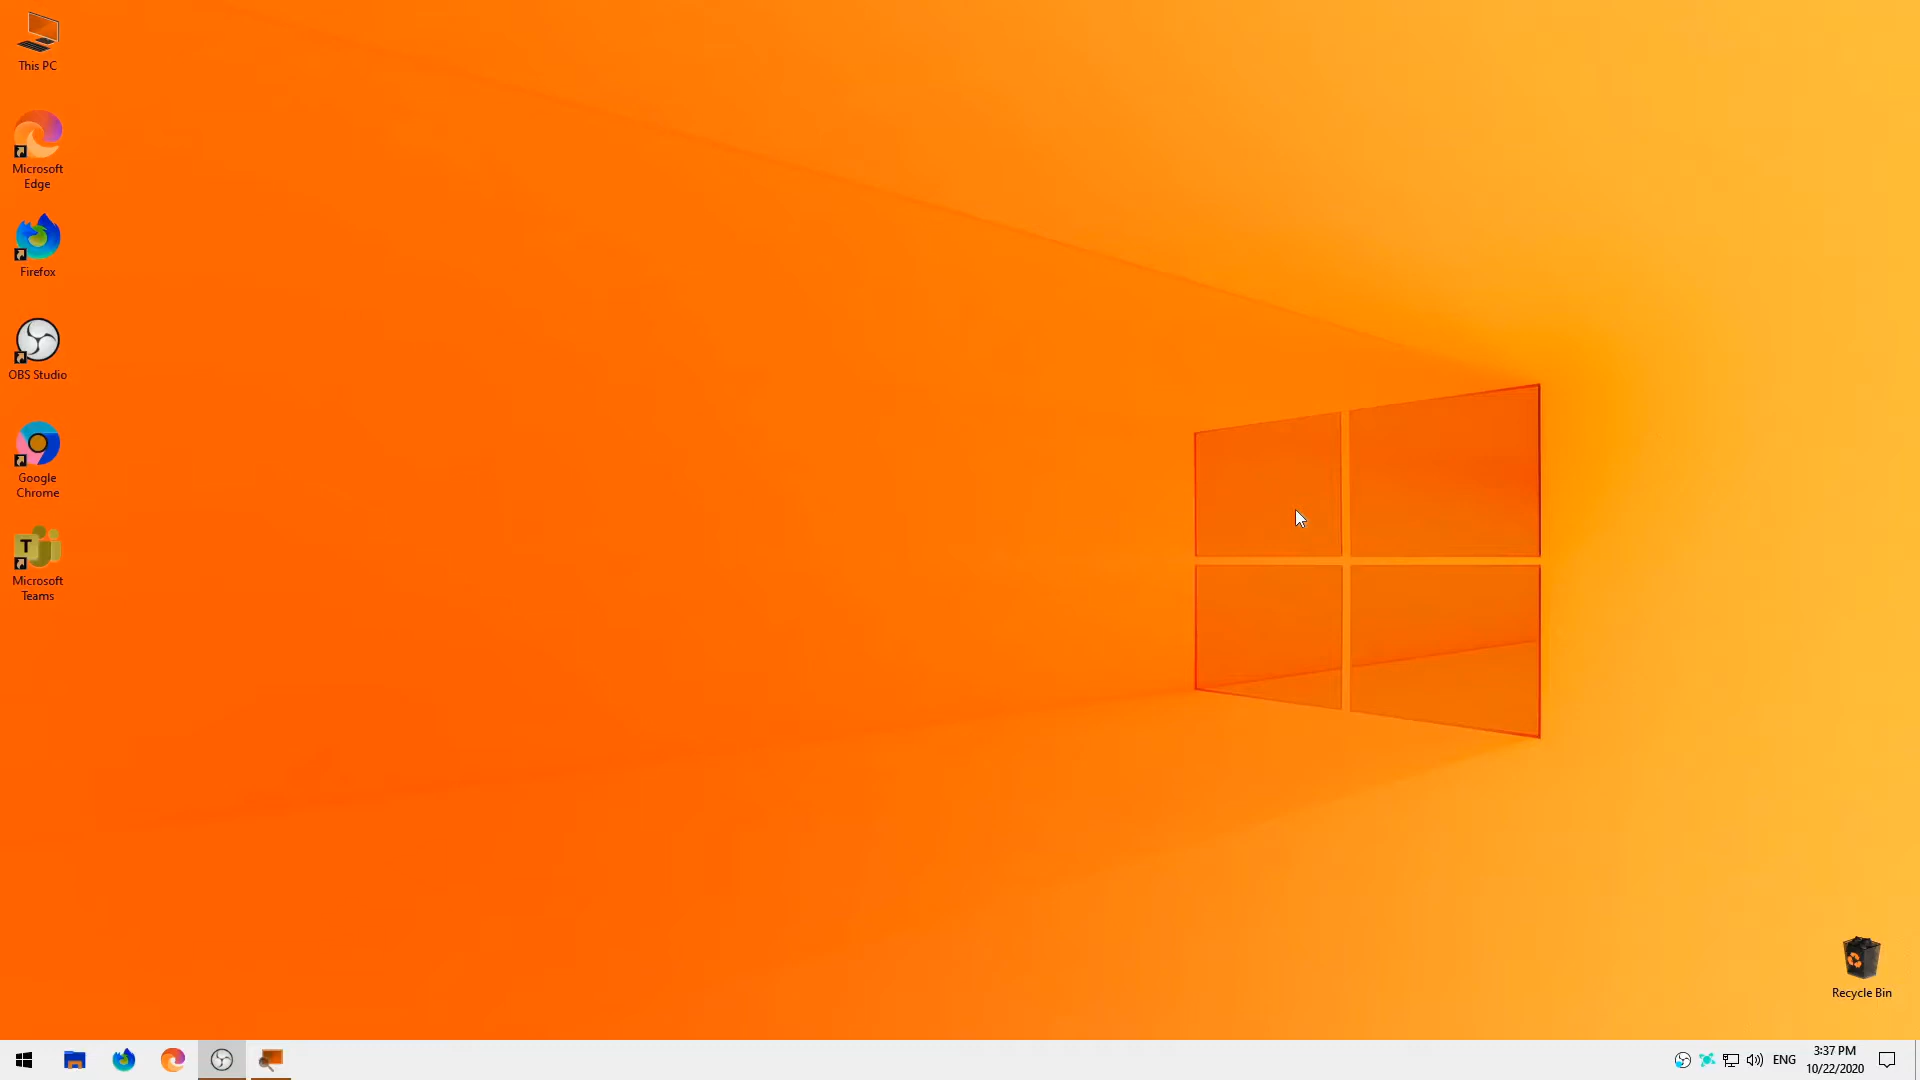 This PC
Microsoft
Edge
Firefox
OBS Studio
Google
Chrome
T
Microsoft
Teams
Recycle Bin
ENG
3:37 PM
10/22/2020